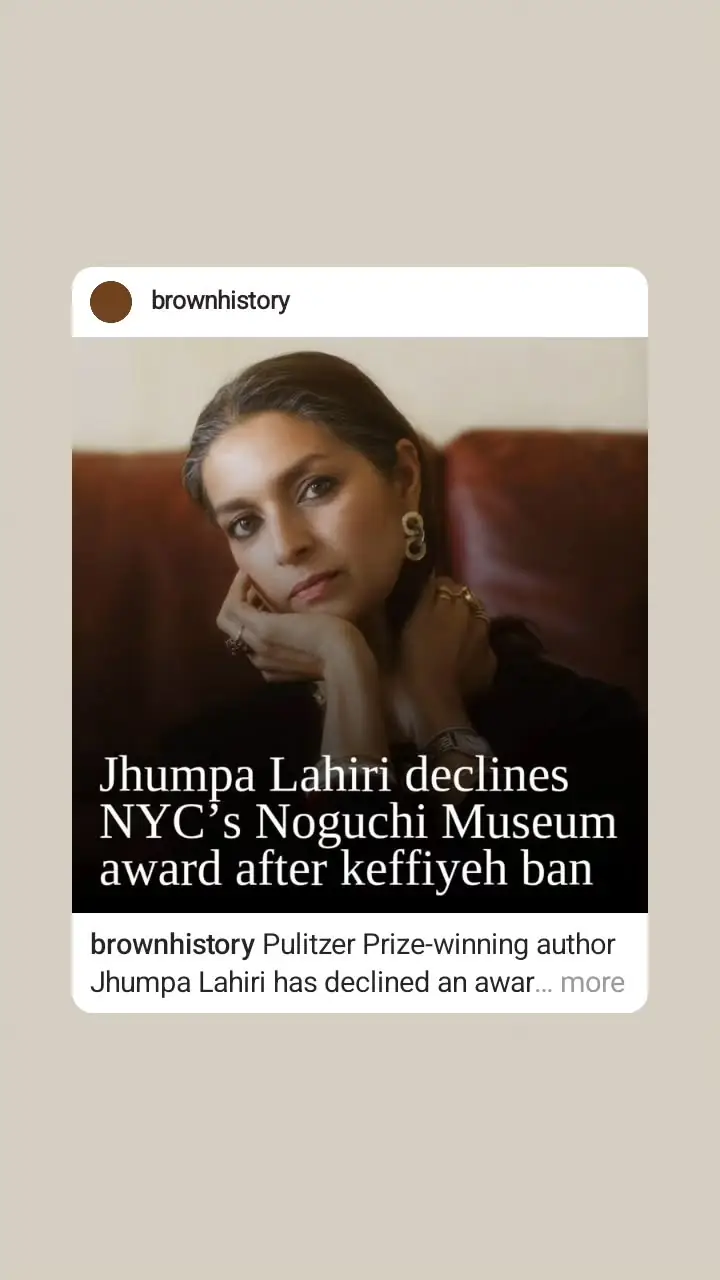 brownhistory
Jhumpa Lahiri declines
NYC’s Noguchi Museum
award after keffiyeh ban
brownhistory Pulitzer Prize-winning author
Jhumpa Lahiri has declined an awar... more